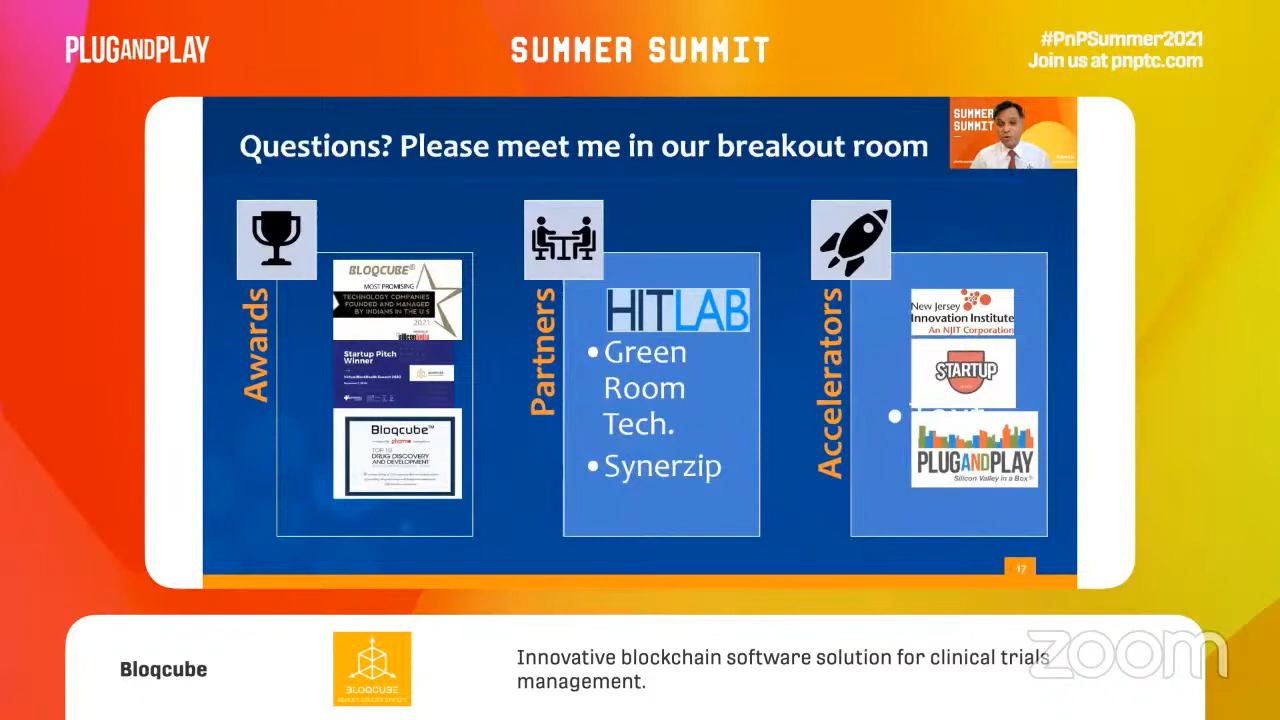 PLUGANDPLAY
SUMMER SUMMIT
#PnPSummer2021
Join us at pnptc.com
Questions? Please meet me in our breakout room
SUMMER
SUMMIT
Awards
BLOQCUBE®
MOST PROMISING
TECHNOLOGY COMPANIES
FOUNDED AND MANAGED
BY INDIANS IN THE U.S
2021
Startup Pitch
Winner
Bloqcube™
TOP 10
DRUG DISCOVERY
AND DEVELOPMENT
Partners
HITLAB
• Green
Room
Tech.
• Synerzip
Accelerators
New Jersey
Innovation Institute
An NJIT Corporation
STARTUP
PLUGANDPLAY
Silicon Valley in a Box®
17
Bloqcube
BLOQCUBE
Innovative blockchain software solution for clinical trials
management.
zoom